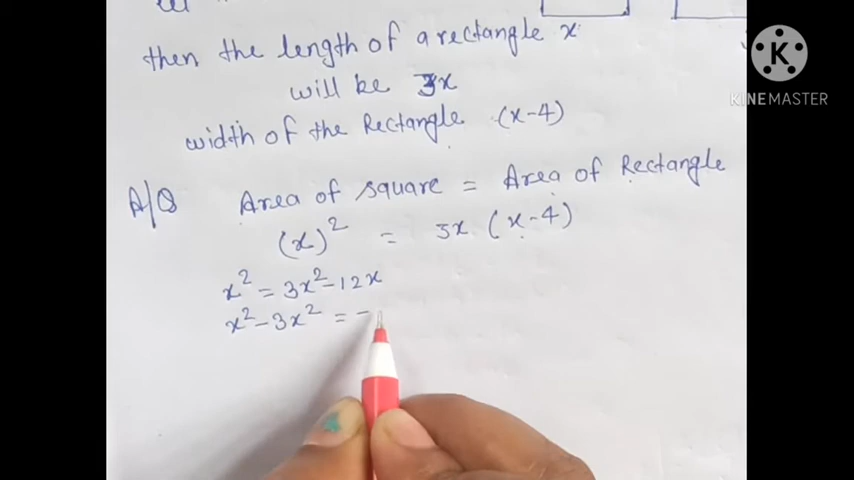 then the length of a rectangle x
will be 3x
width of the Rectangle (x-4)
A/Q Area of square = Area of Rectangle
(x)² = 3x (x-4)
x² = 3x²-12x
x²-3x² = -
K
KINEMASTER